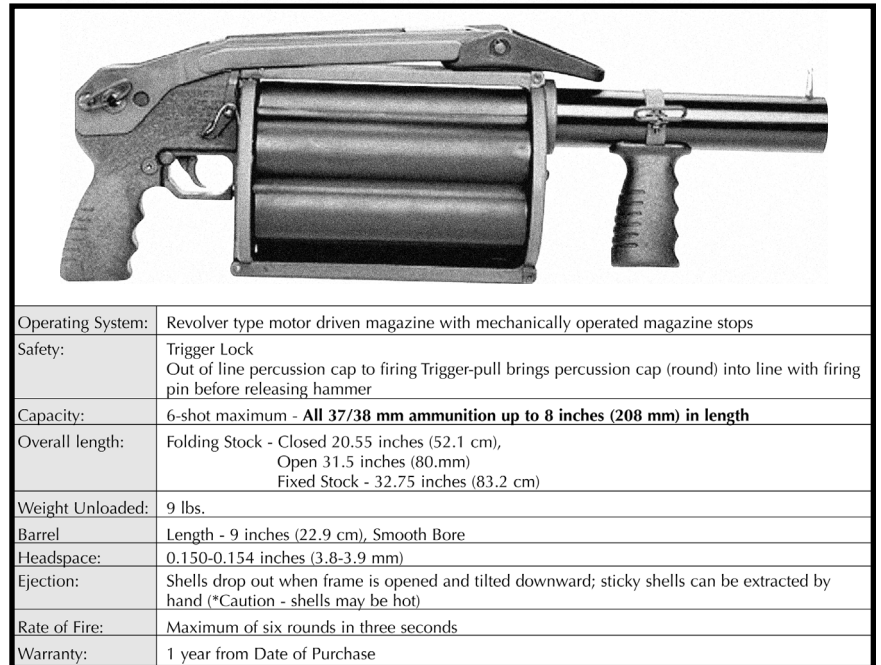 Operating System: Revolver type motor driven magazine with mechanically operated magazine stops
Safety: Trigger Lock
Out of line percussion cap to firing Trigger-pull brings percussion cap (round) into line with firing
pin before releasing hammer
Capacity: 6-shot maximum - All 37/38 mm ammunition up to 8 inches (208 mm) in length
Overall length: Folding Stock - Closed 20.55 inches (52.1 cm),
Open 31.5 inches (80.mm)
Fixed Stock - 32.75 inches (83.2 cm)
Weight Unloaded: 9 lbs.
Barrel Length - 9 inches (22.9 cm), Smooth Bore
Headspace: 0.150-0.154 inches (3.8-3.9 mm)
Ejection: Shells drop out when frame is opened and tilted downward; sticky shells can be extracted by
hand (*Caution - shells may be hot)
Rate of Fire: Maximum of six rounds in three seconds
Warranty: 1 year from Date of Purchase